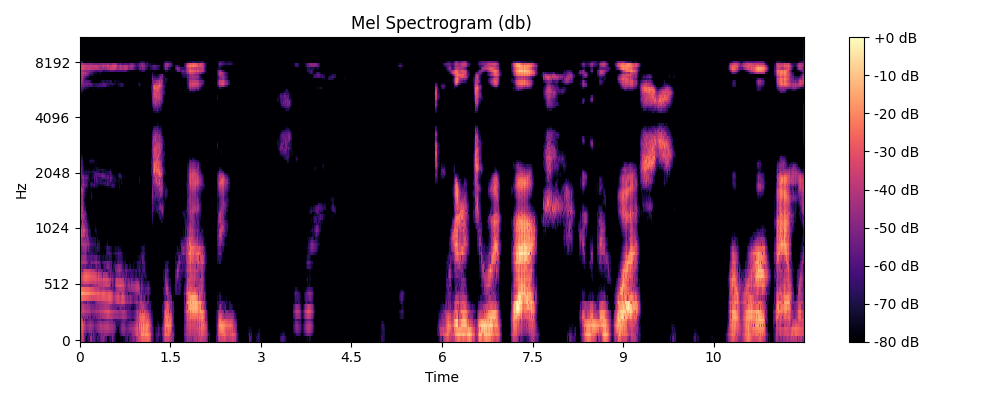 Mel Spectrogram (db)
Hz
8192
4096
2048
1024
512
0
0 1.5 3 4.5 6 7.5 9 10
Time
+0 dB
-10 dB
-20 dB
-30 dB
-40 dB
-50 dB
-60 dB
-70 dB
-80 dB